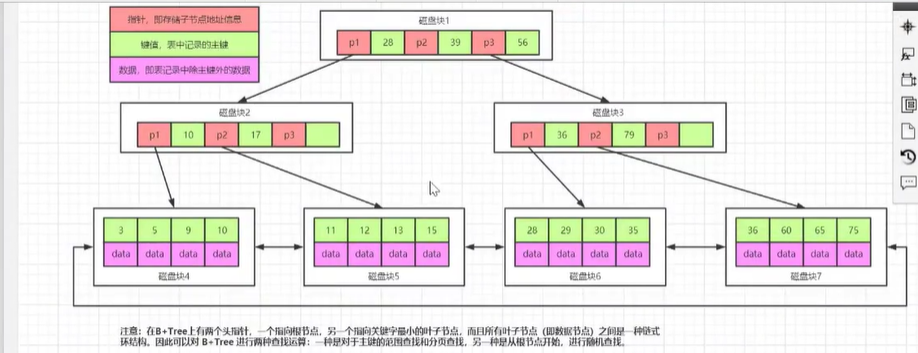 指针，即存储子节点地址信息
键值，表中记录的主键
数据，即表记录中除主键外的数据
磁盘块1
p1 28 p2 39 p3 56
磁盘块2
p1 10 p2 17 p3
磁盘块3
p1 36 p2 79 p3
3 5 9 10
data data data data
磁盘块4
11 12 13 15
data data data data
磁盘块5
28 29 30 35
data data data data
磁盘块6
36 60 65 75
data data data data
磁盘块7
注意：在B+Tree上有两个头指针，一个指向根节点，另一个指向关键字最小的叶子节点，而且所有叶子节点（即数据节点）之间是一种链式
环结构。因此可以对 B+Tree 进行两种查找运算：一种是对于主键的范围查找和分页查找，另一种是从根节点开始，进行随机查找。